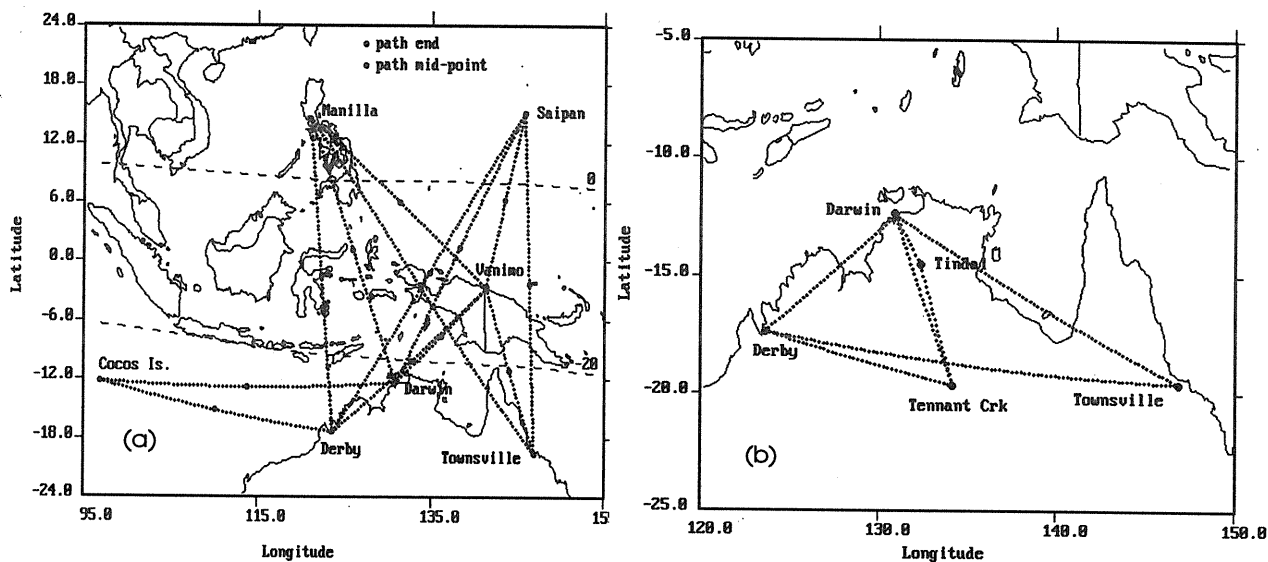 24.0
18.0
12.0
6.0
0.0
-6.0
-12.0
-18.0
-24.0
Latitude
95.0
115.0
135.0
15
Longitude
path end
path mid-point
Manilla
Saipan
0
Vanimo
-20
Cocos Is.
Darwin
Derby
Townsville
(a)
-5.0
-10.0
-15.0
-20.0
-25.0
Latitude
120.0
130.0
140.0
150.0
Longitude
Darwin
Tindal
Derby
Tennant Crk
Townsville
(b)